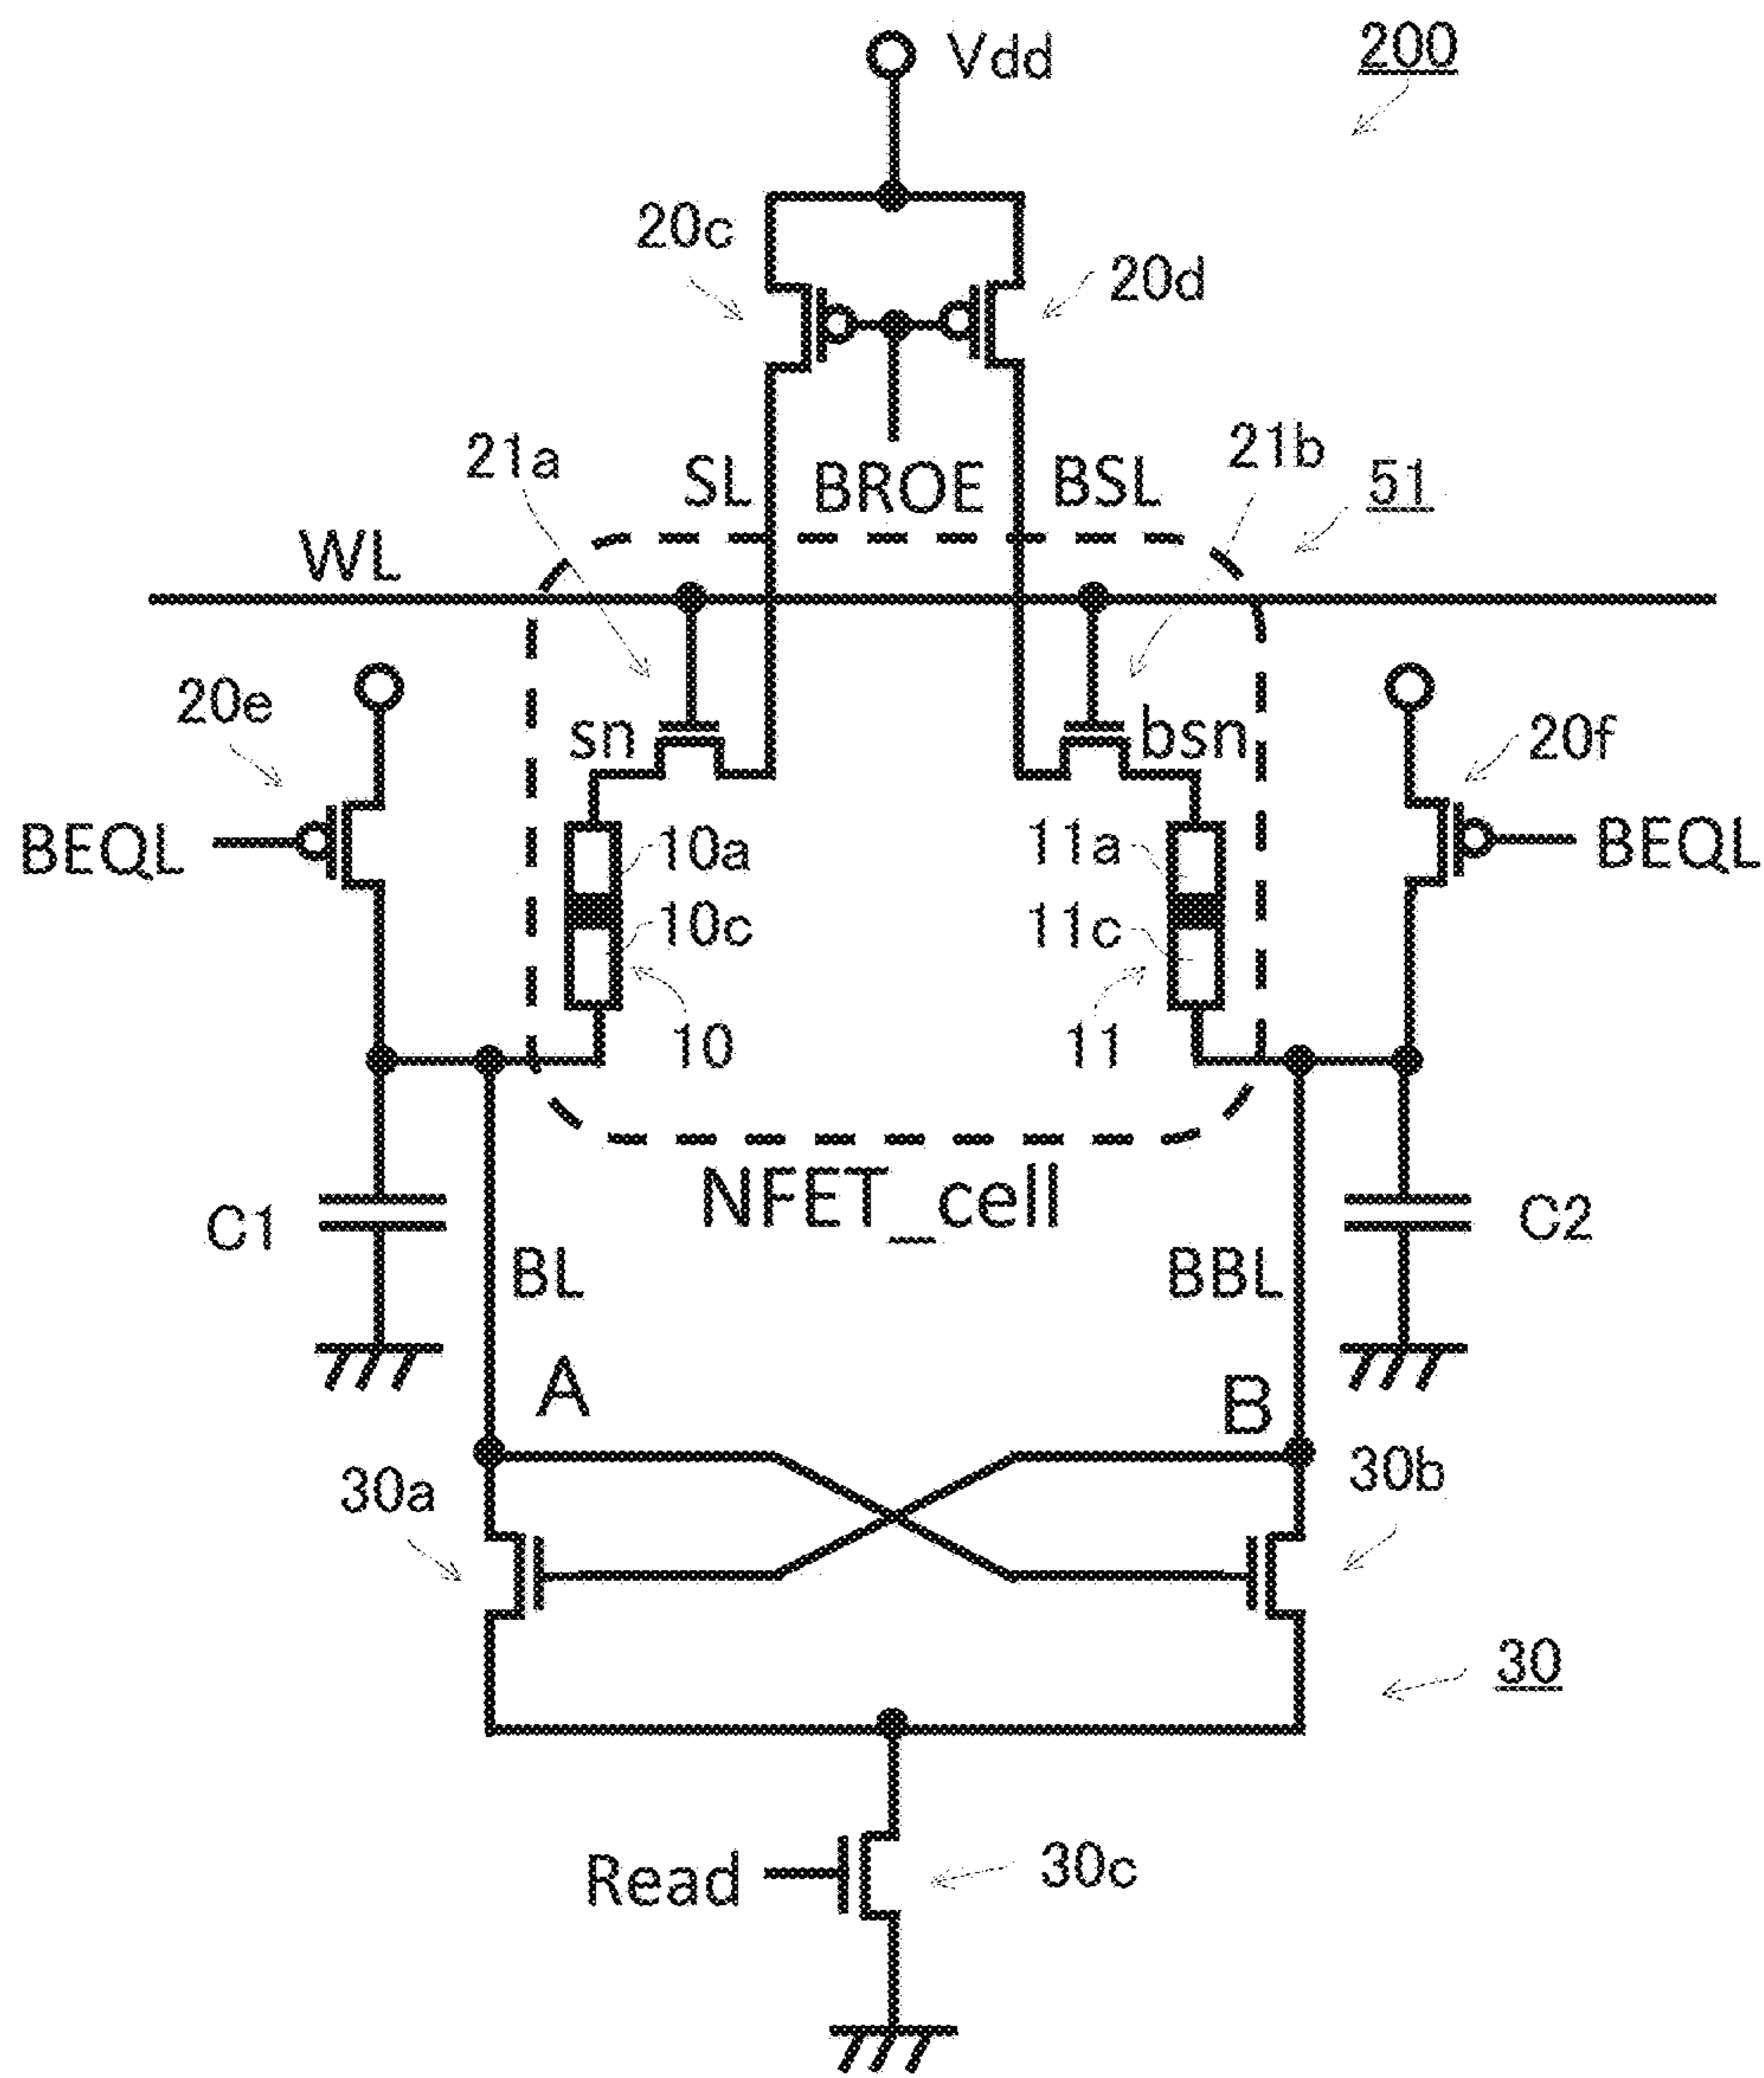 Vdd
200
20c
20d
21a
SL
BROE
BSL
21b
51
WL
20e
sn
bsn
20f
BEQL
10a
11a
BEQL
10c
11c
10
11
NFET_cell
C1
C2
BL
BBL
A
B
30a
30b
30
Read
30c